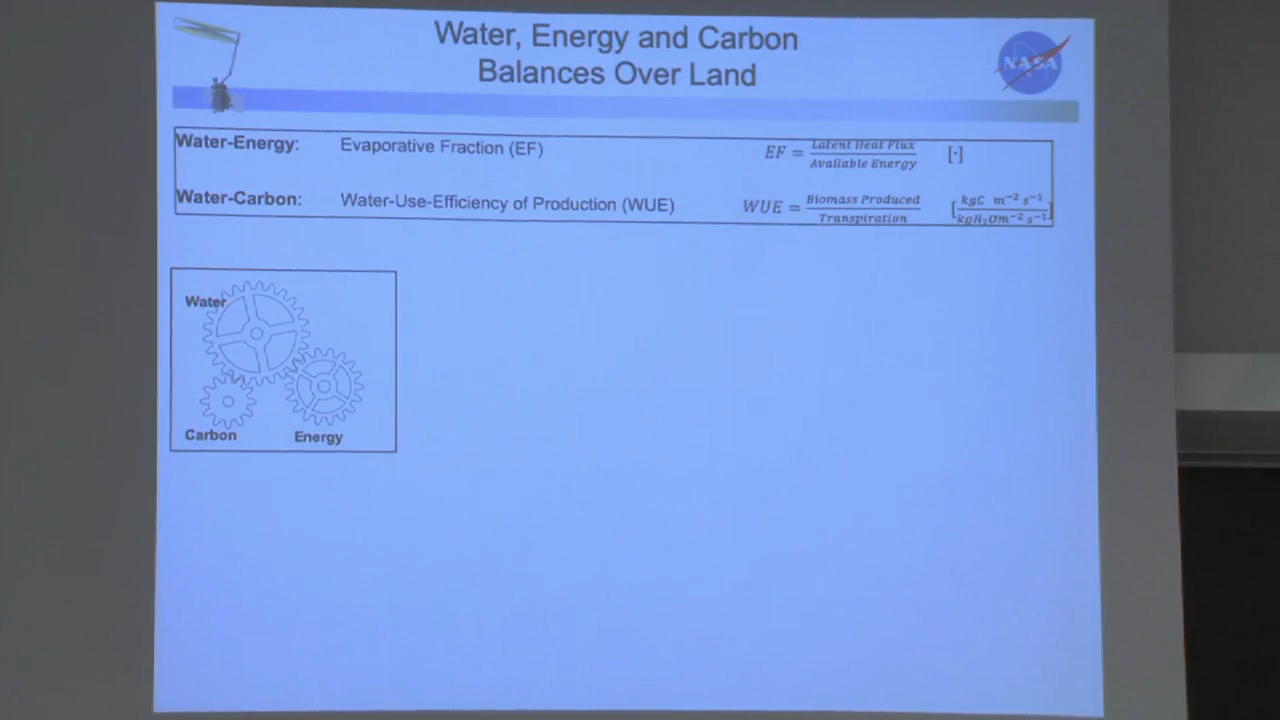 Water, Energy and Carbon
Balances Over Land
NASA
Water-Energy: Evaporative Fraction (EF) EF = Latent Heat Flux / Available Energy [·]
Water-Carbon: Water-Use-Efficiency of Production (WUE) WUE = Biomass Produced / Transpiration [kgC m⁻² s⁻¹ / kgH₂Om⁻² s⁻¹]
Water
Carbon Energy